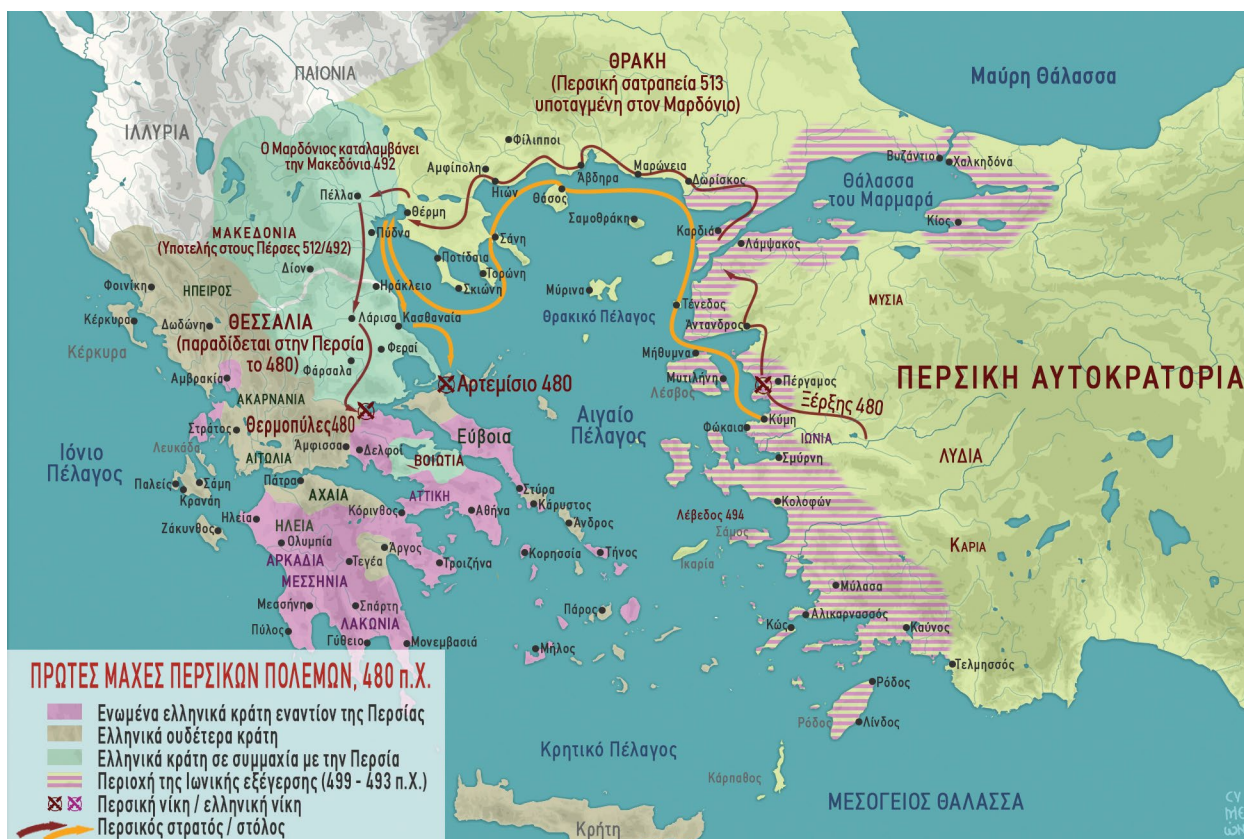 ΠΑΙΟΝΙΑ
ΙΛΛΥΡΙΑ
ΘΡΑΚΗ
(Περσική σατραπεία 513
υποταγμένη στον Μαρδόνιο)
Μαύρη Θάλασσα
Ο Μαρδόνιος καταλαμβάνει
την Μακεδόνια 492
Φίλιπποι
Αμφίπολη
Ηιών
Άβδηρα
Μαρώνεια
Δωρίσκος
Βυζάντιο
Χαλκηδόνα
Θάλασσα
του Μαρμαρά
Κίος
Πέλλα
Θέρμη
Θάσος
Σαμοθράκη
Καρδιά
Λάμψακος
ΜΑΚΕΔΟΝΙΑ
(Υποτελής στους Πέρσες 512/492)
Πύδνα
Σάνη
Ποτίδαια
Τορώνη
Σκιώνη
Δίον
Ηράκλειο
Μύρινα
Θρακικό Πέλαγος
Τένεδος
ΜΥΣΙΑ
Φοινίκη
ΗΠΕΙΡΟΣ
Κέρκυρα
Κέρκυρα
Δωδώνη
ΘΕΣΣΑΛΙΑ
(παραδίδεται στην Περσία
το 480)
Λάρισα
Κασθαναία
Φεραί
Φάρσαλα
Άντανδρος
Μήθυμνα
Μυτιλήνη
Λέσβος
Πέργαμος
ΠΕΡΣΙΚΗ ΑΥΤΟΚΡΑΤΟΡΙΑ
Ξέρξης 480
Αμβρακία
ΑΚΑΡΝΑΝΙΑ
Αρτεμίσιο 480
Θερμοπύλες480
Στράτος
Λευκάδα
Άμφισσα
ΑΙΤΩΛΙΑ
Δελφοί
Εύβοια
ΒΟΙΩΤΙΑ
Αιγαίο
Πέλαγος
Κύμη
Φώκαια
ΙΩΝΙΑ
Σμύρνη
ΛΥΔΙΑ
Ιόνιο
Πέλαγος
Παλείς
Σάμη
Κρανάη
Πάτρα
ΑΧΑΙΑ
Κόρινθος
ΑΤΤΙΚΗ
Αθήνα
Στύρα
Κάρυστος
Άνδρος
Κολοφών
Λέβεδος 494
Σάμος
Ικαρία
Ζάκυνθος
Ηλεία
ΗΛΕΙΑ
Ολυμπία
Άργος
Τροιζήνα
Κορησσία
Τήνος
ΚΑΡΙΑ
ΑΡΚΑΔΙΑ
Τεγέα
ΜΕΣΣΗΝΙΑ
Μεσσήνη
Σπάρτη
ΛΑΚΩΝΙΑ
Πύλος
Γύθειο
Μονεμβασιά
Πάρος
Μήλος
Μύλασα
Αλικαρνασσός
Κώς
Καύνος
Τελμησσός
Ρόδος
Ρόδος
Λίνδος
Κρητικό Πέλαγος
Κάρπαθος
Κρήτη
ΜΕΣΟΓΕΙΟΣ ΘΑΛΑΣΣΑ
ΠΡΩΤΕΣ ΜΑΧΕΣ ΠΕΡΣΙΚΩΝ ΠΟΛΕΜΩΝ, 480 π.Χ.
Ενωμένα ελληνικά κράτη εναντίον της Περσίας
Ελληνικά ουδέτερα κράτη
Ελληνικά κράτη σε συμμαχία με την Περσία
Περιοχή της Ιωνικής εξέγερσης (499 - 493 π.Χ.)
Περσική νίκη / ελληνική νίκη
Περσικός στρατός / στόλος